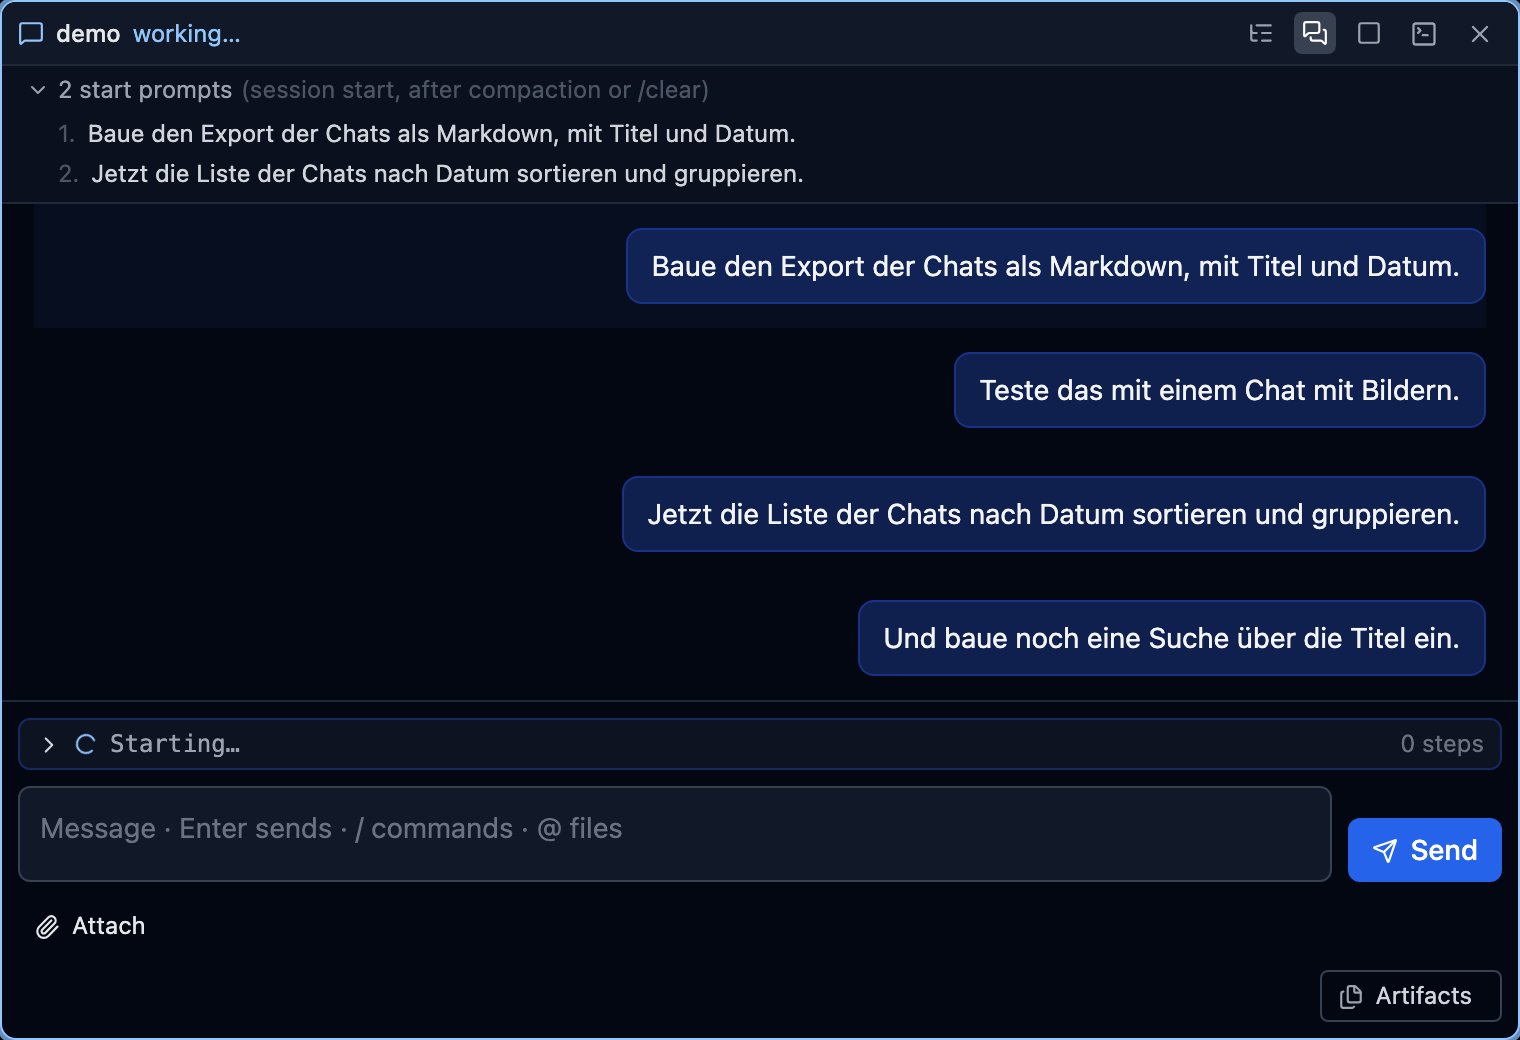 demo working...
2 start prompts (session start, after compaction or /clear)
1. Baue den Export der Chats als Markdown, mit Titel und Datum.
2. Jetzt die Liste der Chats nach Datum sortieren und gruppieren.
Baue den Export der Chats als Markdown, mit Titel und Datum.
Teste das mit einem Chat mit Bildern.
Jetzt die Liste der Chats nach Datum sortieren und gruppieren.
Und baue noch eine Suche über die Titel ein.
Starting… 0 steps
Message · Enter sends · / commands · @ files
Send
Attach
Artifacts